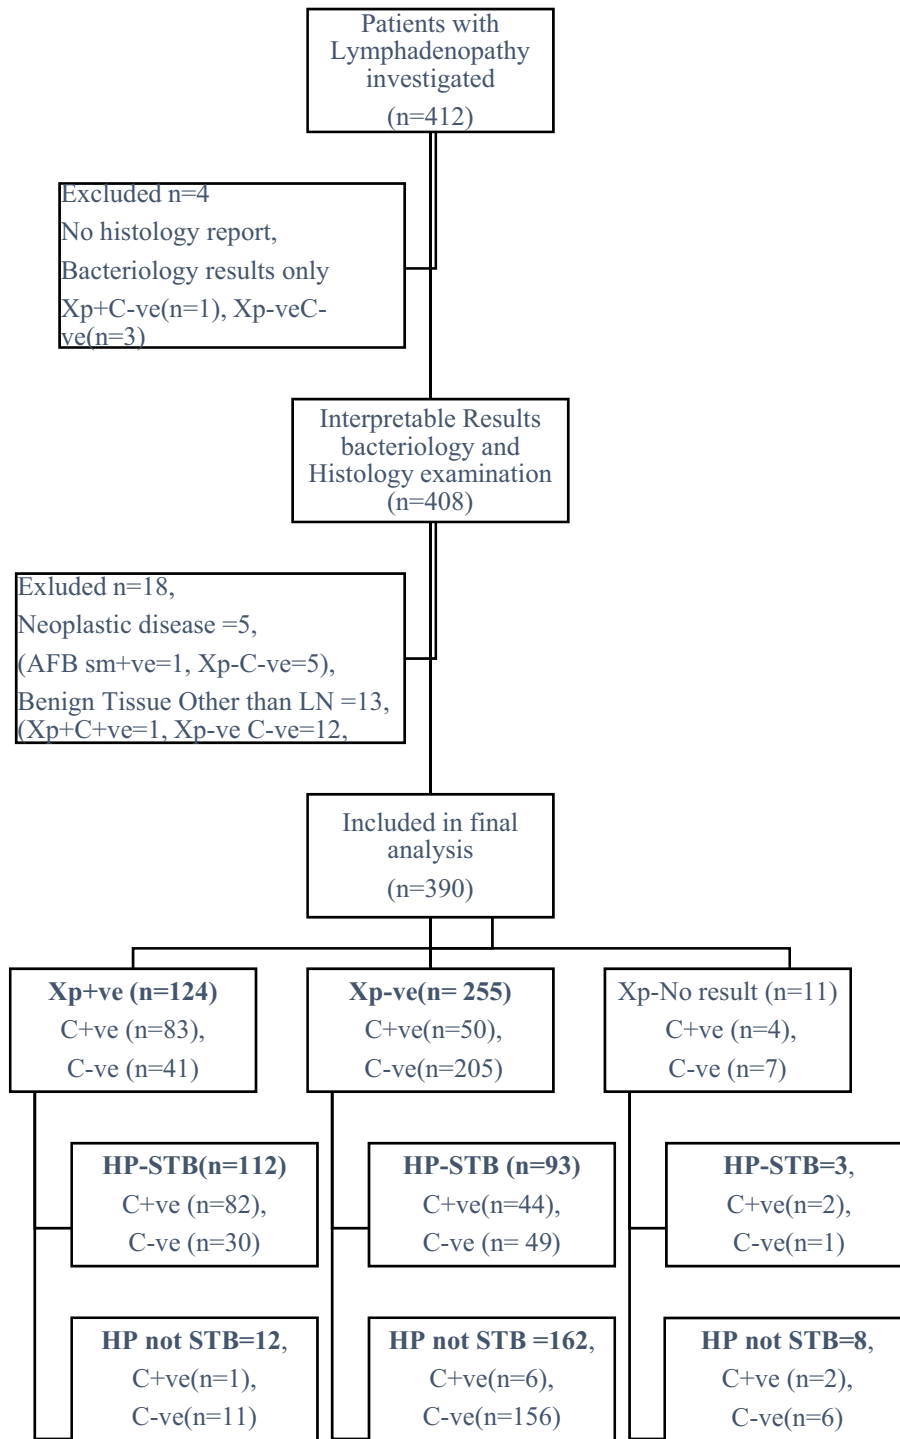 Patients with
Lymphadenopathy
investigated
(n=412)
Excluded n=4
No histology report,
Bacteriology results only
Xp+C-ve(n=1), Xp-veC-
ve(n=3)
Interpretable Results
bacteriology and
Histology examination
(n=408)
Exluded n=18,
Neoplastic disease =5,
(AFB sm+ve=1, Xp-C-ve=5),
Benign Tissue Other than LN =13,
(Xp+C+ve=1, Xp-ve C-ve=12,
Included in final
analysis
(n=390)
Xp+ve (n=124)
C+ve (n=83),
C-ve (n=41)
Xp-ve(n= 255)
C+ve(n=50),
C-ve(n=205)
Xp-No result (n=11)
C+ve (n=4),
C-ve (n=7)
HP-STB(n=112)
C+ve (n=82),
C-ve (n=30)
HP-STB (n=93)
C+ve(n=44),
C-ve (n= 49)
HP-STB=3,
C+ve(n=2),
C-ve(n=1)
HP not STB=12,
C+ve(n=1),
C-ve(n=11)
HP not STB =162,
C+ve(n=6),
C-ve(n=156)
HP not STB=8,
C+ve (n=2),
C-ve(n=6)